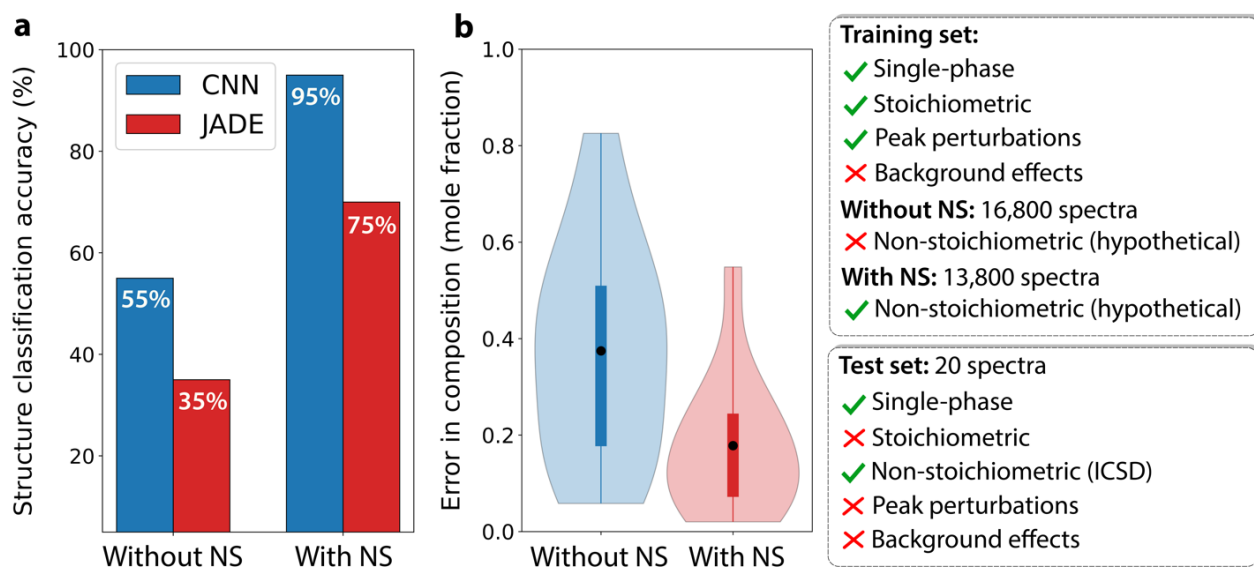 a
Structure classification accuracy (%)
100
80
60
40
20
CNN
JADE
55%
35%
95%
75%
Without NS
With NS
b
Error in composition (mole fraction)
1.0
0.8
0.6
0.4
0.2
0.0
Without NS
With NS
Training set:
Single-phase
Stoichiometric
Peak perturbations
Background effects
Without NS: 16,800 spectra
Non-stoichiometric (hypothetical)
With NS: 13,800 spectra
Non-stoichiometric (hypothetical)
Test set: 20 spectra
Single-phase
Stoichiometric
Non-stoichiometric (ICSD)
Peak perturbations
Background effects